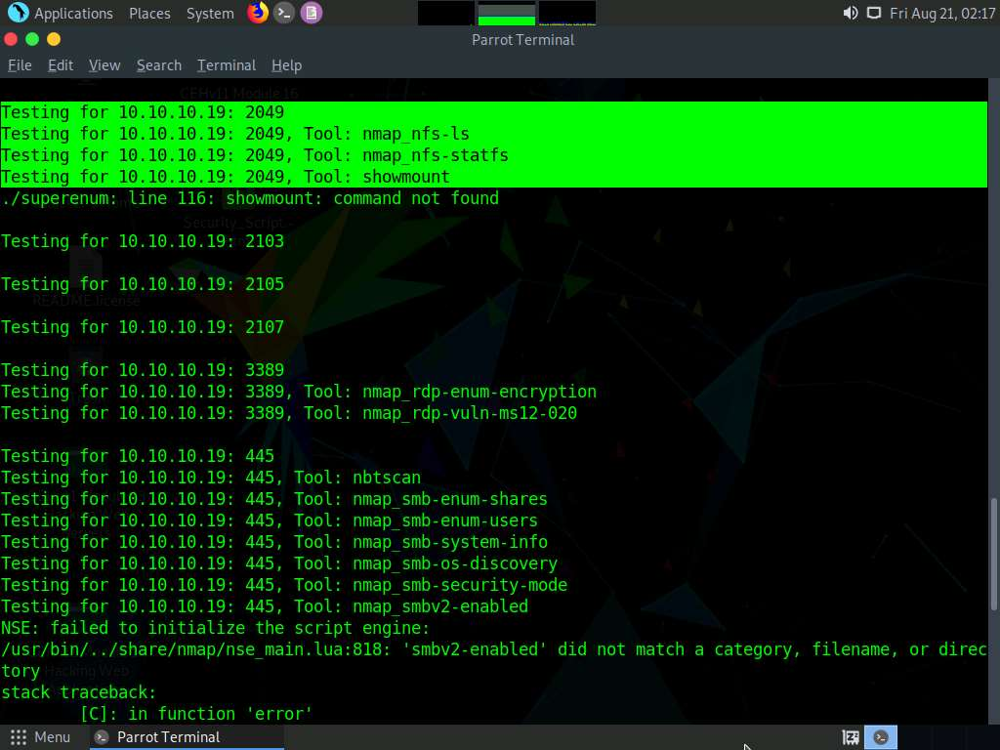 Applications Places System Fri Aug 21, 02:17
Parrot Terminal
File Edit View Search Terminal Help
CEHv11 Module 16
Testing for 10.10.10.19: 2049
Testing for 10.10.10.19: 2049, Tool: nmap_nfs-ls
Testing for 10.10.10.19: 2049, Tool: nmap_nfs-statfs
Testing for 10.10.10.19: 2049, Tool: showmount
./superenum: line 116: showmount: command not found
Security_Script.-
Testing for 10.10.10.19: 2103
Testing for 10.10.10.19: 2105
README.license
Testing for 10.10.10.19: 2107
Testing for 10.10.10.19: 3389
Testing for 10.10.10.19: 3389, Tool: nmap_rdp-enum-encryption
Testing for 10.10.10.19: 3389, Tool: nmap_rdp-vuln-ms12-020
Testing for 10.10.10.19: 445
Testing for 10.10.10.19: 445, Tool: nbtscan
Testing for 10.10.10.19: 445, Tool: nmap_smb-enum-shares
Testing for 10.10.10.19: 445, Tool: nmap_smb-enum-users
Testing for 10.10.10.19: 445, Tool: nmap_smb-system-info
Testing for 10.10.10.19: 445, Tool: nmap_smb-os-discovery
Testing for 10.10.10.19: 445, Tool: nmap_smb-security-mode
Testing for 10.10.10.19: 445, Tool: nmap_smbv2-enabled
NSE: failed to initialize the script engine:
/usr/bin/../share/nmap/nse_main.lua:818: 'smbv2-enabled' did not match a category, filename, or direc
tory
Hacking Web
stack traceback:
[C]: in function 'error'
Menu Parrot Terminal